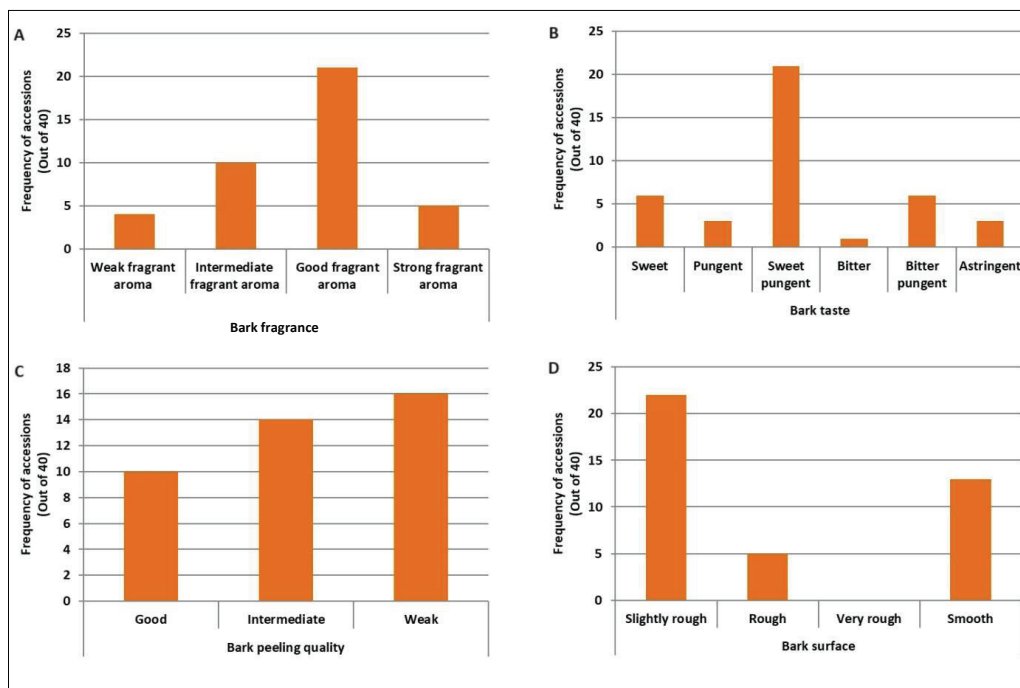 A
Frequency of accessions
(Out of 40)
25
20
15
10
5
0
Weak fragrant
aroma
Intermediate
fragrant aroma
Good fragrant
aroma
Strong fragrant
aroma
Bark fragrance
B
Frequency of accessions
(Out of 40)
25
20
15
10
5
0
Sweet
Pungent
Sweet
pungent
Bitter
Bitter
pungent
Astringent
Bark taste
C
Frequency of accessions
(Out of 40)
18
16
14
12
10
8
6
4
2
0
Good
Intermediate
Weak
Bark peeling quality
D
Frequency of accessions
(Out of 40)
25
20
15
10
5
0
Slightly rough
Rough
Very rough
Smooth
Bark surface